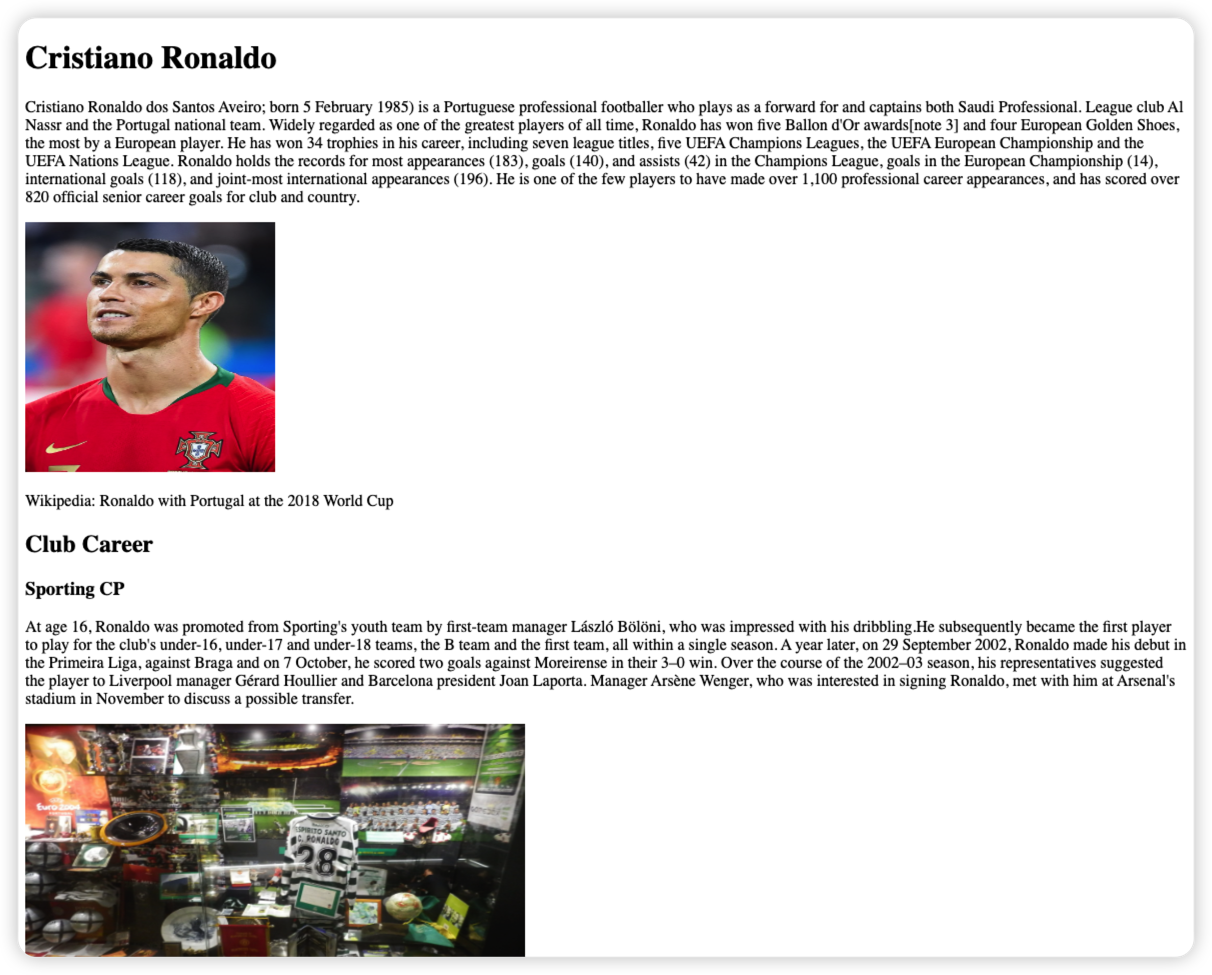 Cristiano Ronaldo
Cristiano Ronaldo dos Santos Aveiro; born 5 February 1985) is a Portuguese professional footballer who plays as a forward for and captains both Saudi Professional. League club Al
Nassr and the Portugal national team. Widely regarded as one of the greatest players of all time, Ronaldo has won five Ballon d'Or awards[note 3] and four European Golden Shoes,
the most by a European player. He has won 34 trophies in his career, including seven league titles, five UEFA Champions Leagues, the UEFA European Championship and the
UEFA Nations League. Ronaldo holds the records for most appearances (183), goals (140), and assists (42) in the Champions League, goals in the European Championship (14),
international goals (118), and joint-most international appearances (196). He is one of the few players to have made over 1,100 professional career appearances, and has scored over
820 official senior career goals for club and country.
Wikipedia: Ronaldo with Portugal at the 2018 World Cup
Club Career
Sporting CP
At age 16, Ronaldo was promoted from Sporting's youth team by first-team manager László Bölöni, who was impressed with his dribbling.He subsequently became the first player
to play for the club's under-16, under-17 and under-18 teams, the B team and the first team, all within a single season. A year later, on 29 September 2002, Ronaldo made his debut in
the Primeira Liga, against Braga and on 7 October, he scored two goals against Moreirense in their 3–0 win. Over the course of the 2002–03 season, his representatives suggested
the player to Liverpool manager Gérard Houllier and Barcelona president Joan Laporta. Manager Arsène Wenger, who was interested in signing Ronaldo, met with him at Arsenal's
stadium in November to discuss a possible transfer.
Euro 2004
ESPIRITO SANTO
C. RONALDO
28